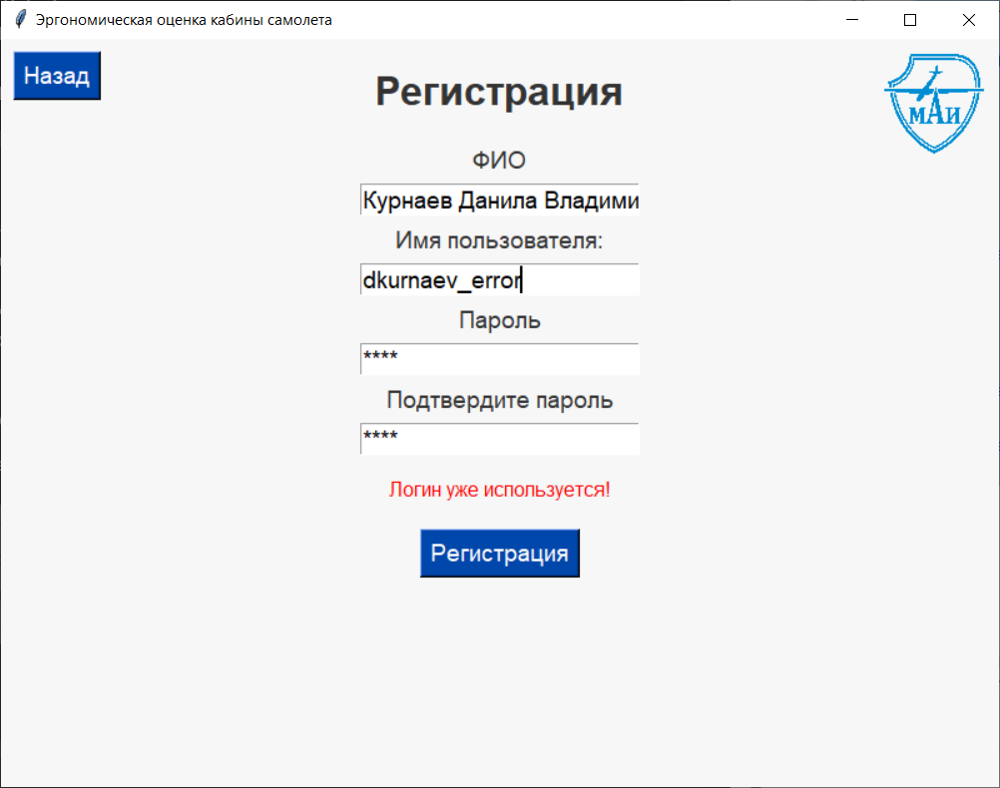 Эргономическая оценка кабины самолета
Назад
Регистрация
МАИ
ФИО
Курнаев Данила Владими
Имя пользователя:
dkurnaev_error
Пароль
****
Подтвердите пароль
****
Логин уже используется!
Регистрация